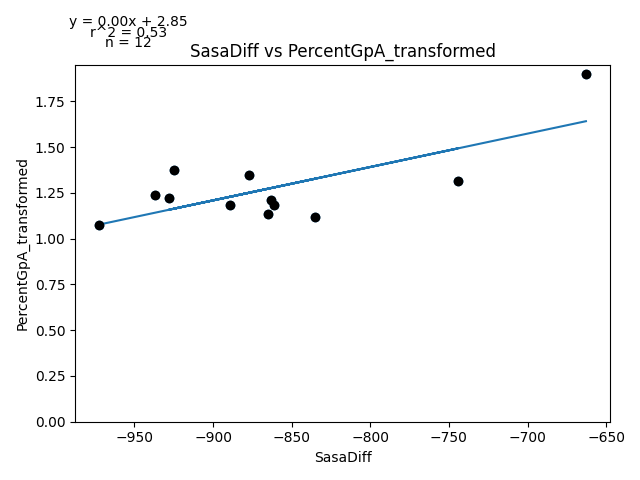 y = 0.00x + 2.85
r^2 = 0.53
n = 12
SasaDiff vs PercentGpA_transformed
PercentGpA_transformed
1.75
1.50
1.25
1.00
0.75
0.50
0.25
0.00
−950 −900 −850 −800 −750 −700 −650
SasaDiff